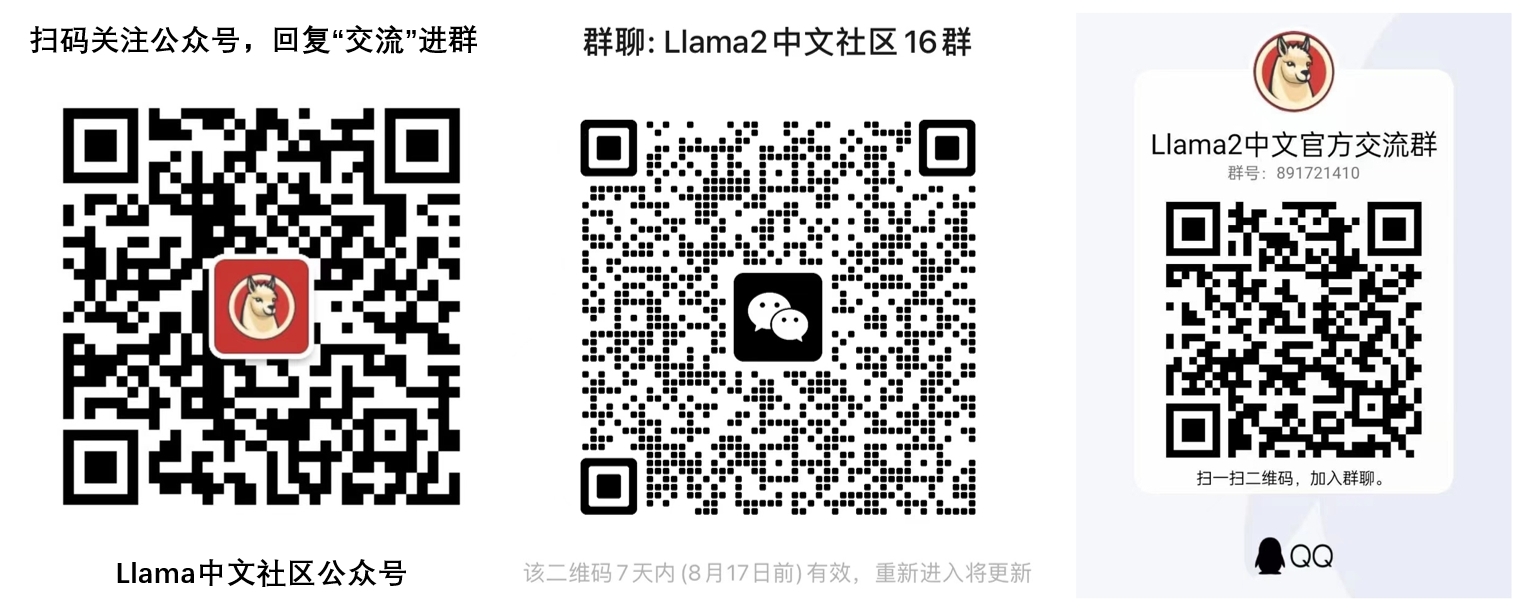 扫码关注公众号，回复“交流”进群
Llama中文社区公众号
群聊: Llama2中文社区16群
该二维码7天内(8月17日前)有效，重新进入将更新
Llama2中文官方交流群
群号：891721410
扫一扫二维码，加入群聊。
QQ